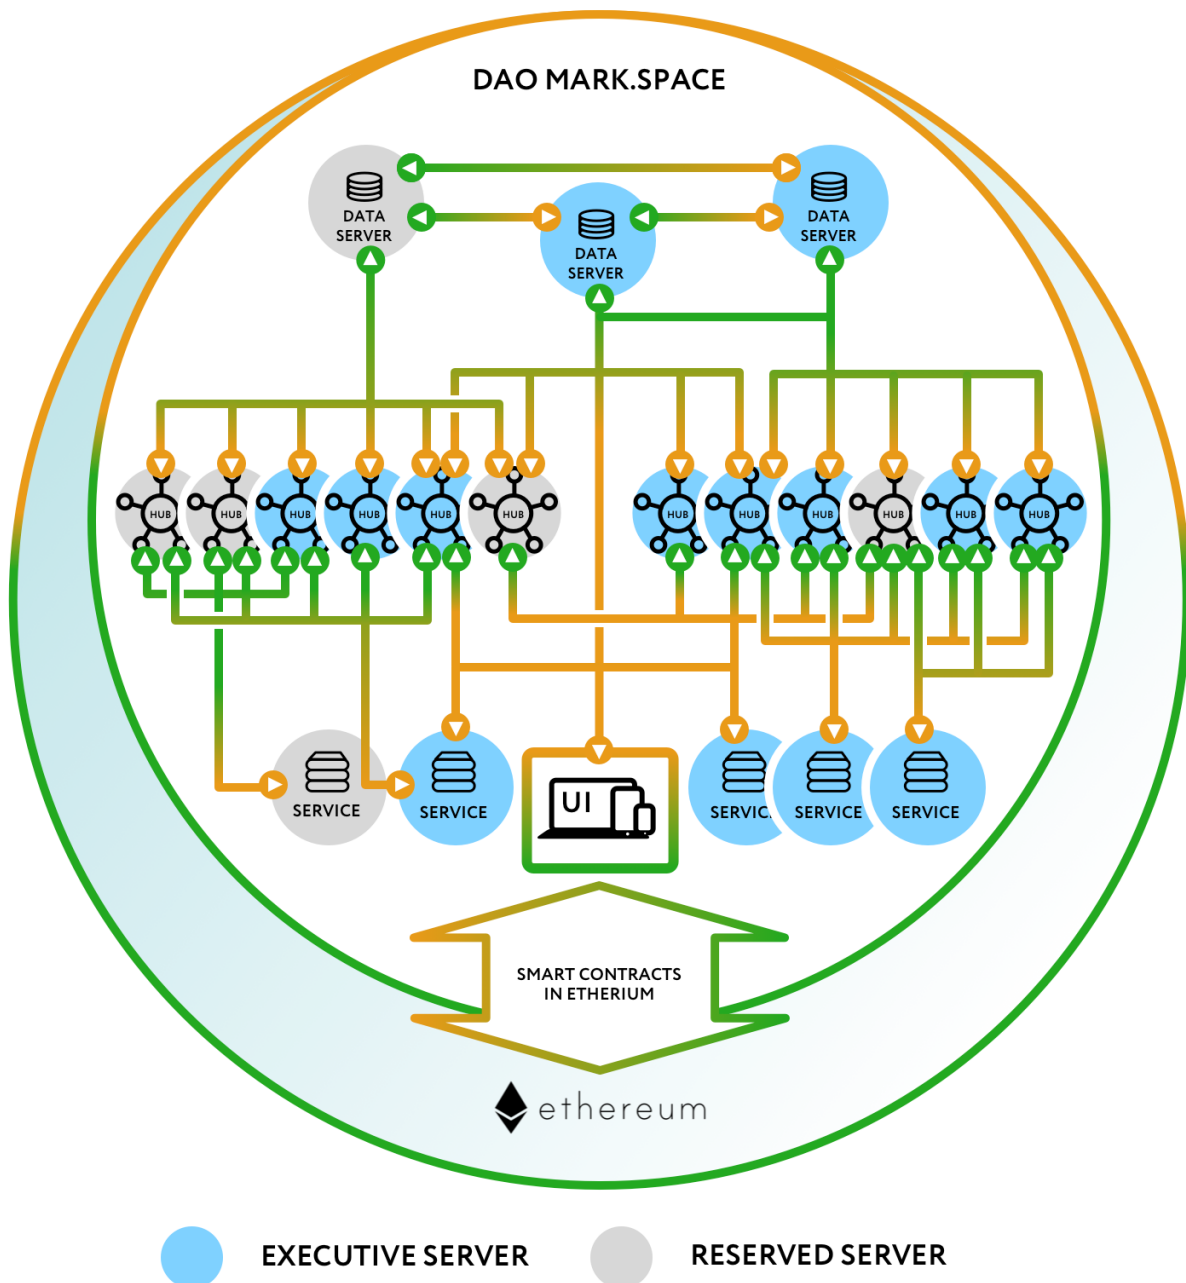 DAO MARK.SPACE
DATA
SERVER
DATA
SERVER
DATA
SERVER
HUB
HUB
HUB
HUB
HUB
HUB
HUB
HUB
HUB
HUB
HUB
HUB
SERVICE
SERVICE
UI
SERVIC
SERVICE
SERVICE
SMART CONTRACTS
IN ETHERIUM
ethereum
EXECUTIVE SERVER
RESERVED SERVER